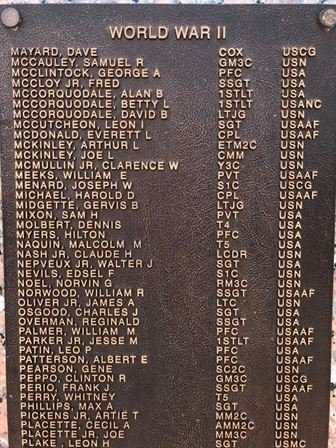 WORLD WAR II
MAYARD, DAVE COX USCG
MCCAULEY, SAMUEL R GM3C USN
MCCLINTOCK, GEORGE A PFC USA
MCCLOY JR, FRED SSGT USA
MCCORQUODALE, ALAN B 1STLT USA
MCCORQUODALE, BETTY L 1STLT USANC
MCCORQUODALE, DAVID B LTJG USN
MCCUTCHEON, LEON I SGT USAAF
MCDONALD, EVERETT L CPL USAAF
MCKINLEY, ARTHUR L ETM2C USN
MCKINLEY, JOE L CMM USN
MCMULLIN JR, CLARENCE W Y3C USN
MEEKS, WILLIAM E PVT USAAF
MENARD, JOSEPH W S1C USCG
MICHAEL, HAROLD D CPL USAAF
MIDGETTE, GERVIS B LTJG USN
MIXON, SAM H PVT USA
MOLBERT, DENNIS T4 USA
MYERS, HILTON PFC USA
NAQUIN, MALCOLM M T5 USA
NASH JR, CLAUDE H LCDR USN
NEPVEUX JR, WALTER J SGT USA
NEVILS, EDSEL F S1C USN
NOEL, NORVIN G RM3C USN
NORWOOD, WILLIAM R SSGT USAAF
OLIVER JR, JAMES A LTC USN
OSGOOD, CHARLES J SGT USA
OVERMAN, REGINALD SSGT USA
PALMER, WILLIAM M PFC USAAF
PARKER JR, JESSE M 1STLT USAAF
PATIN, LEO P PFC USA
PATTERSON, ALBERT E PFC USAAF
PEARSON, GENE SC2C USN
PEPPO, CLINTON R GM3C USCG
PERIO, FRANK J SSGT USAAF
PERRY, WHITNEY T5 USA
PHILLIPS, MAX A SGT USA
PICKENS JR, ARTIE T MM2C USN
PLACETTE, CECIL A AMM2C USN
PLACETTE JR, JOE MM3C USN
PLAKE, LEON H SGT USMC